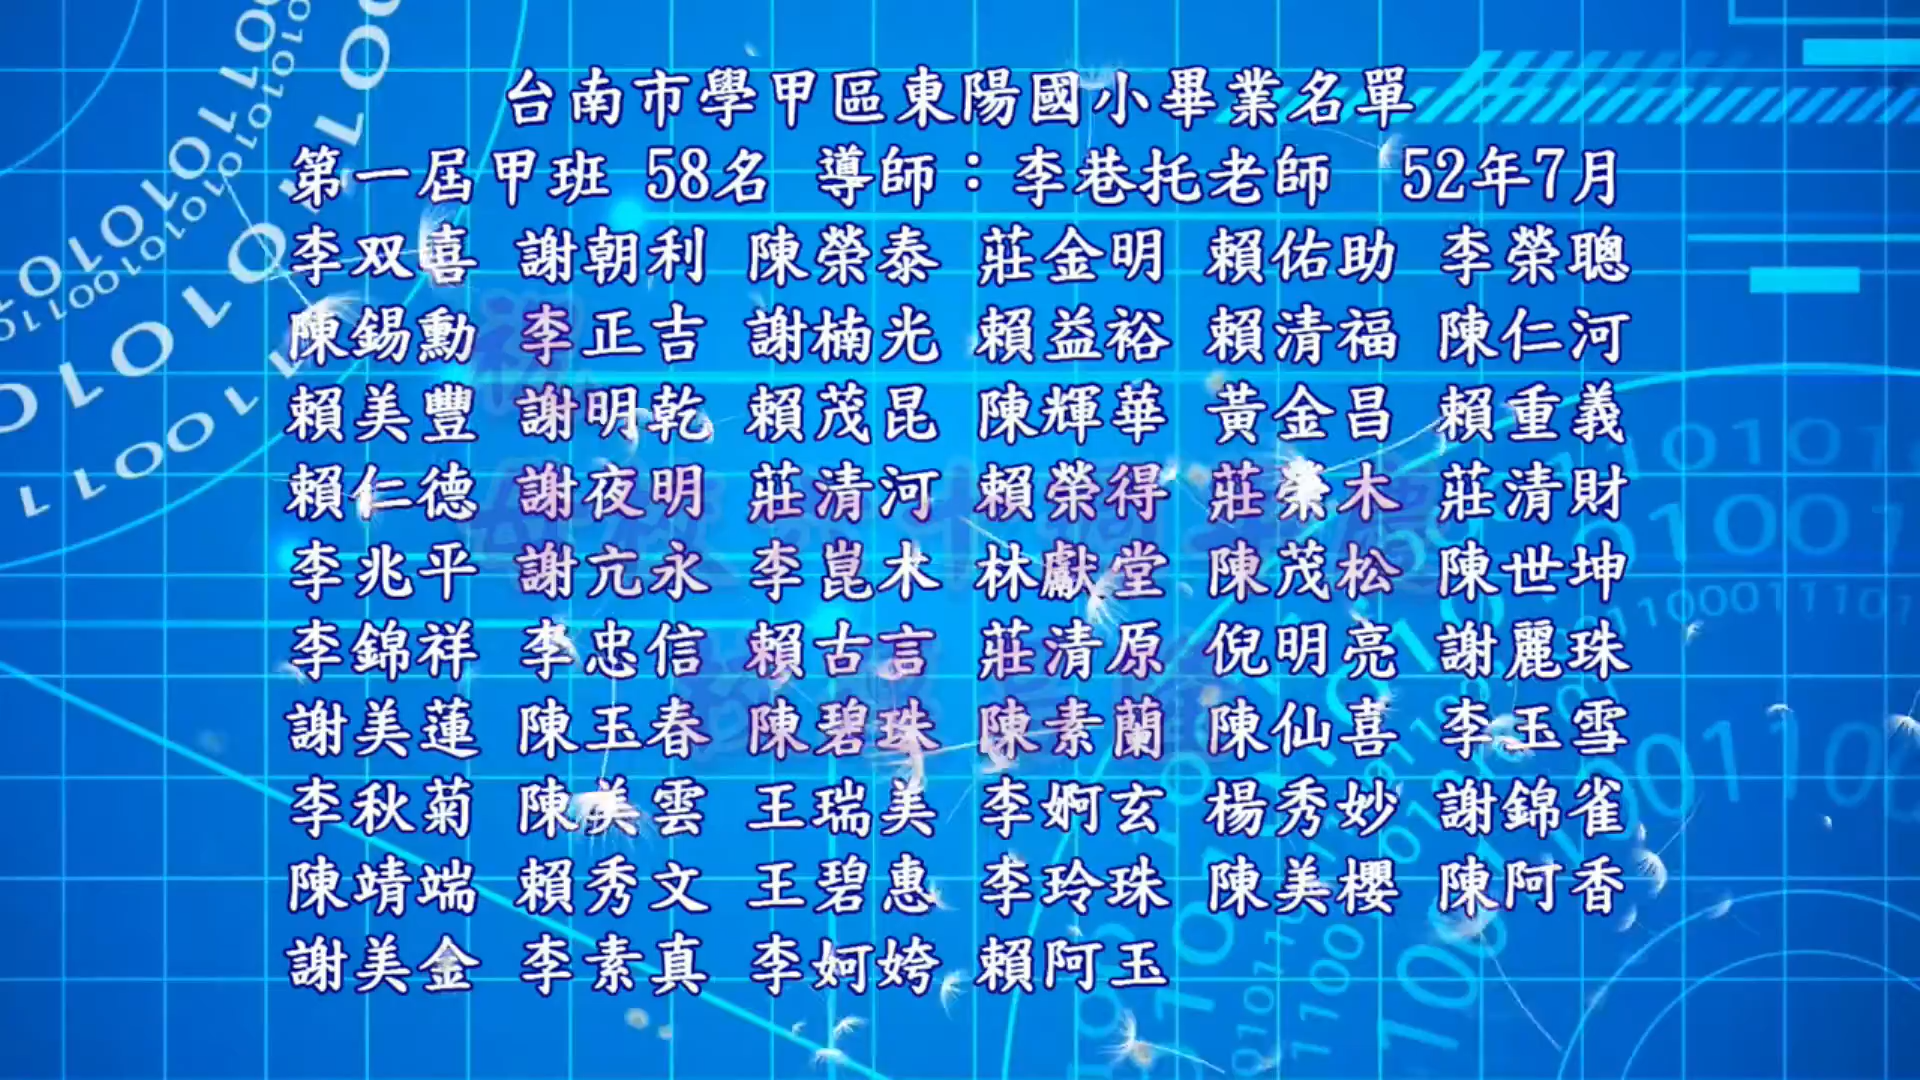 台南市學甲區東陽國小畢業名單
第一屆甲班 58名 導師：李巷托老師 52年7月
李双喜 謝朝利 陳榮泰 莊金明 賴佑助 李榮聰
陳錫勳 李正吉 謝楠光 賴益裕 賴清福 陳仁河
賴美豐 謝明乾 賴茂昆 陳輝華 黃金昌 賴重義
賴仁德 謝夜明 莊清河 賴榮得 莊榮木 莊清財
李兆平 謝亢永 李崑木 林獻堂 陳茂松 陳世坤
李錦祥 李忠信 賴古言 莊清原 倪明亮 謝麗珠
謝美蓮 陳玉春 陳碧珠 陳素蘭 陳仙喜 李玉雪
李秋菊 陳美雲 王瑞美 李婀玄 楊秀妙 謝錦雀
陳靖端 賴秀文 王碧惠 李玲珠 陳美櫻 陳阿香
謝美金 李素真 李妸姱 賴阿玉